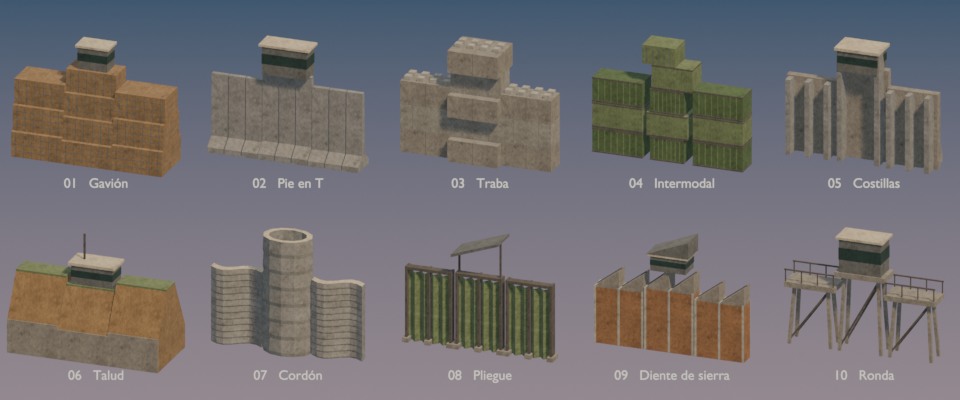 01 Gavión
02 Pie en T
03 Traba
04 Intermodal
05 Costillas
06 Talud
07 Cordón
08 Pliegue
09 Diente de sierra
10 Ronda